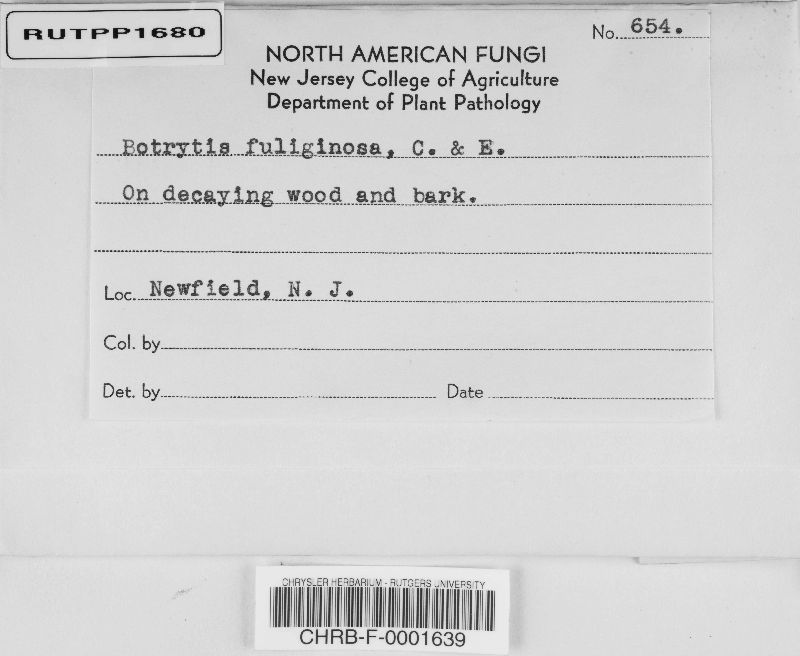 RUTPP1680
No. 654.
NORTH AMERICAN FUNGI
New Jersey College of Agriculture
Department of Plant Pathology
Botrytis fuliginosa, C. & E.
On decaying wood and bark.
Loc. Newfield, N. J.
Col. by
Det. by Date
CHRYSLER HERBARIUM - RUTGERS UNIVERSITY
CHRB-F-0001639